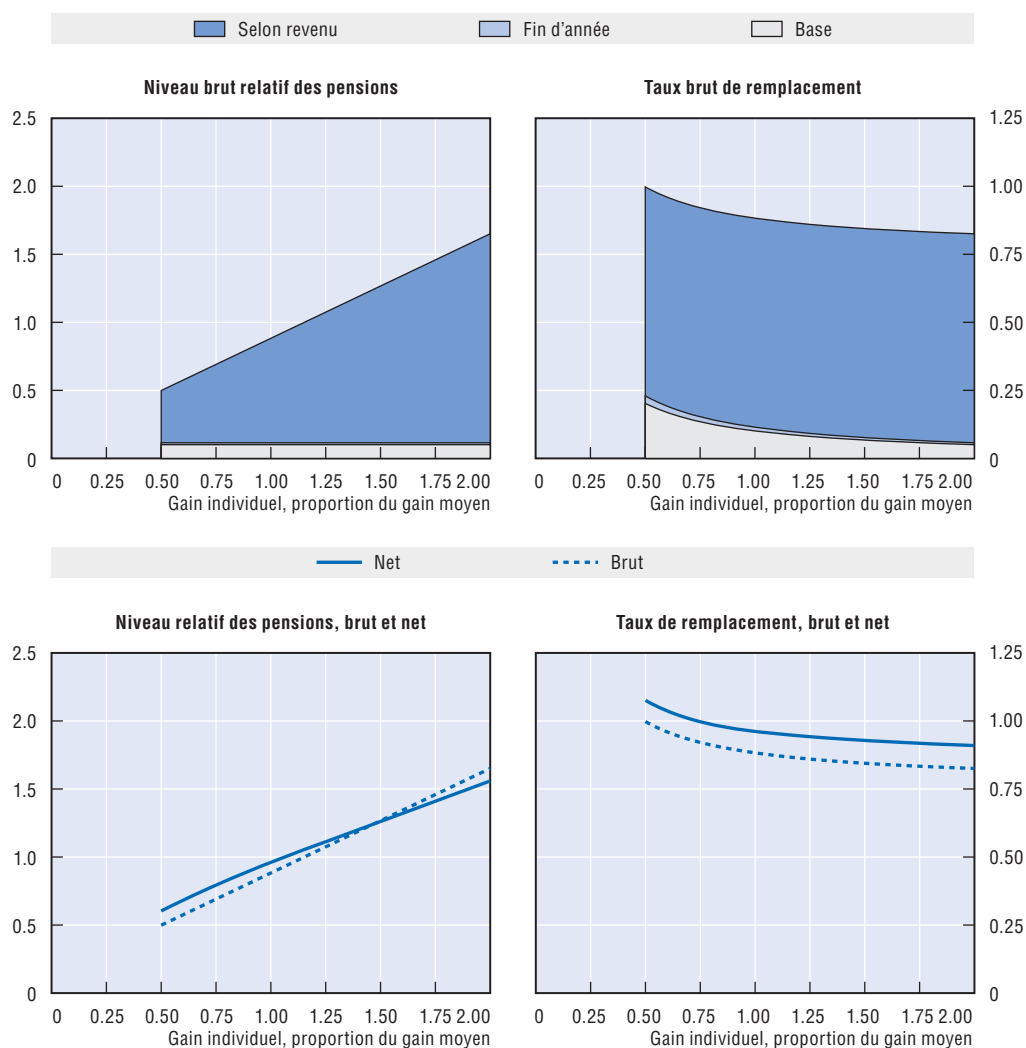 Selon revenu Fin d'année Base
Niveau brut relatif des pensions
2.5
2.0
1.5
1.0
0.5
0
0 0.25 0.50 0.75 1.00 1.25 1.50 1.75 2.00
Gain individuel, proportion du gain moyen
Taux brut de remplacement
1.25
1.00
0.75
0.50
0.25
0
0 0.25 0.50 0.75 1.00 1.25 1.50 1.75 2.00
Gain individuel, proportion du gain moyen
Net Brut
Niveau relatif des pensions, brut et net
2.5
2.0
1.5
1.0
0.5
0
0 0.25 0.50 0.75 1.00 1.25 1.50 1.75 2.00
Gain individuel, proportion du gain moyen
Taux de remplacement, brut et net
1.25
1.00
0.75
0.50
0.25
0
0 0.25 0.50 0.75 1.00 1.25 1.50 1.75 2.00
Gain individuel, proportion du gain moyen